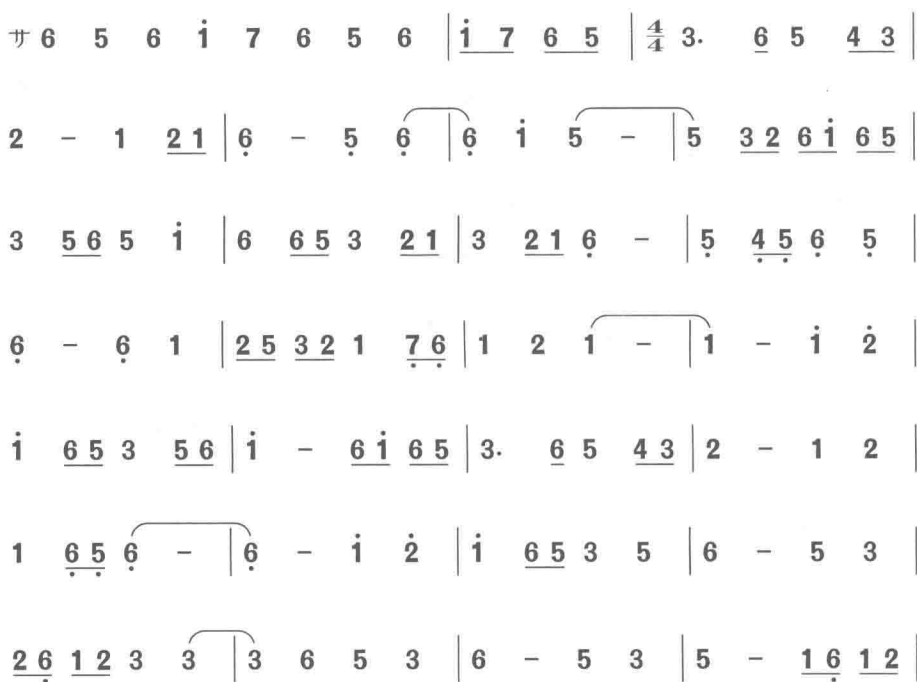 サ 6 5 6 i̇ 7 6 5 6 | i̇ 7 6 5 | 4/4 3. 6 5 4 3 |
2 – 1 2 1 | 6̣ – 5̣ 6̣ | 6̣ i̇ 5 – | 5 3 2 6 i̇ 6 5 |
3 5 6 5 i̇ | 6 6 5 3 2 1 | 3 2 1 6̣ – | 5̣ 4̣ 5̣ 6̣ 5̣ |
6̣ – 6̣ 1 | 2 5 3 2 1 7̣ 6̣ | 1 2 1 – | 1 – i̇ 2̇ |
i̇ 6 5 3 5 6 | i̇ – 6 i̇ 6 5 | 3. 6 5 4 3 | 2 – 1 2 |
1 6̣ 5̣ 6̣ – | 6̣ – i̇ 2̇ | i̇ 6 5 3 5 | 6 – 5 3 |
2 6̣ 1 2 3 3 | 3 6 5 3 | 6 – 5 3 | 5 – 1 6̣ 1 2 |